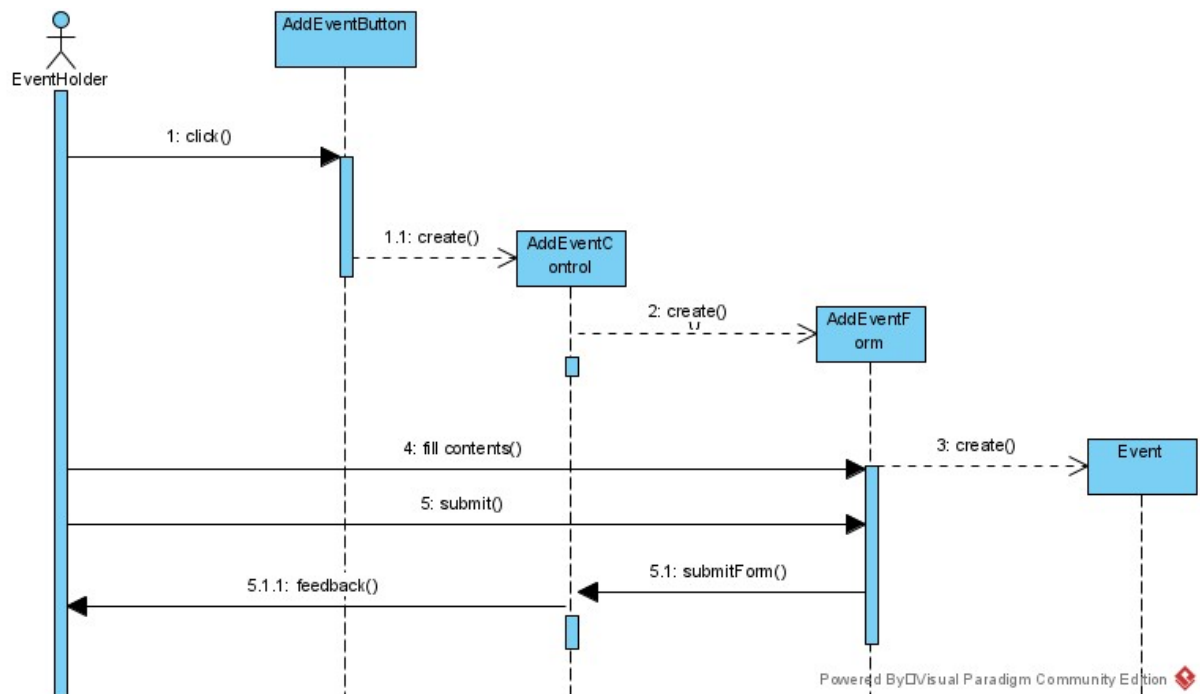 AddEventButton
EventHolder
1: click()
1.1: create()
AddEventC
ontrol
2: create()
AddEventF
orm
4: fill contents()
3: create()
Event
5: submit()
5.1: submitForm()
5.1.1: feedback()
Powered By□Visual Paradigm Community Edition